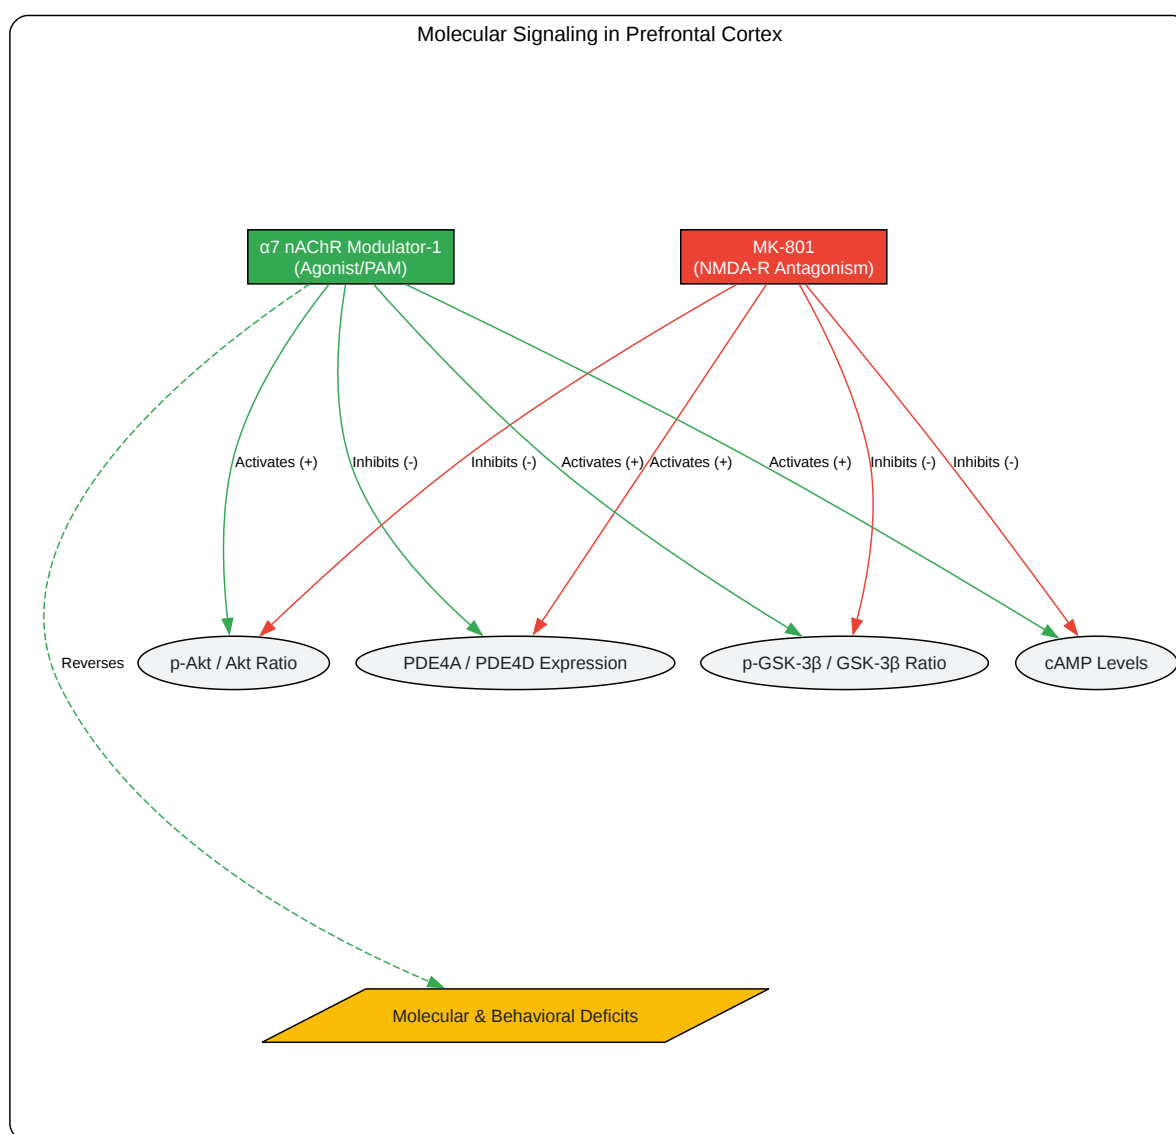 Molecular Signaling in Prefrontal Cortex
α7 nAChR Modulator-1
(Agonist/PAM)
MK-801
(NMDA-R Antagonism)
Activates (+)
Inhibits (-)
Inhibits (-)
Activates (+)
Activates (+)
Activates (+)
Inhibits (-)
Inhibits (-)
Reverses
p-Akt / Akt Ratio
PDE4A / PDE4D Expression
p-GSK-3β / GSK-3β Ratio
cAMP Levels
Molecular & Behavioral Deficits